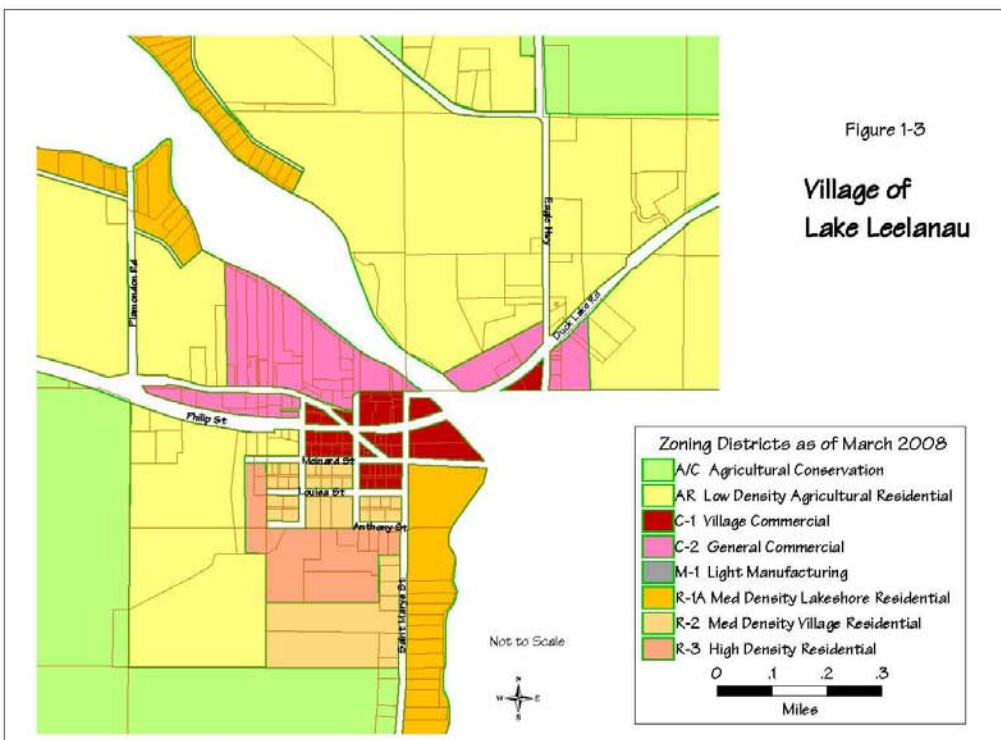 Figure 1-3
Village of
Lake Leelanau
Eagle Hwy
Plamondon Rd
Duck Lake Rd
Philip St
Meinard St
Louisa St
Anthony St
Saint Marys St
Zoning Districts as of March 2008
A/C Agricultural Conservation
AR Low Density Agricultural Residential
C-1 Village Commercial
C-2 General Commercial
M-1 Light Manufacturing
R-1A Med Density Lakeshore Residential
R-2 Med Density Village Residential
R-3 High Density Residential
Not to Scale
N
W E
S
0 .1 .2 .3
Miles